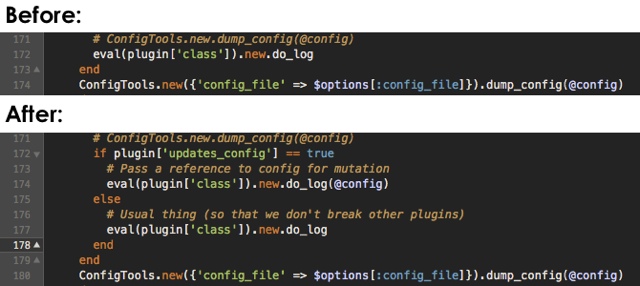 Before:
171 # ConfigTools.new.dump_config(@config)
172 eval(plugin['class']).new.do_log
173 end
174 ConfigTools.new({'config_file' => $options[:config_file]}).dump_config(@config)
After:
171 # ConfigTools.new.dump_config(@config)
172 if plugin['updates_config'] == true
173 # Pass a reference to config for mutation
174 eval(plugin['class']).new.do_log(@config)
175 else
176 # Usual thing (so that we don't break other plugins)
177 eval(plugin['class']).new.do_log
178 end
179 end
180 ConfigTools.new({'config_file' => $options[:config_file]}).dump_config(@config)